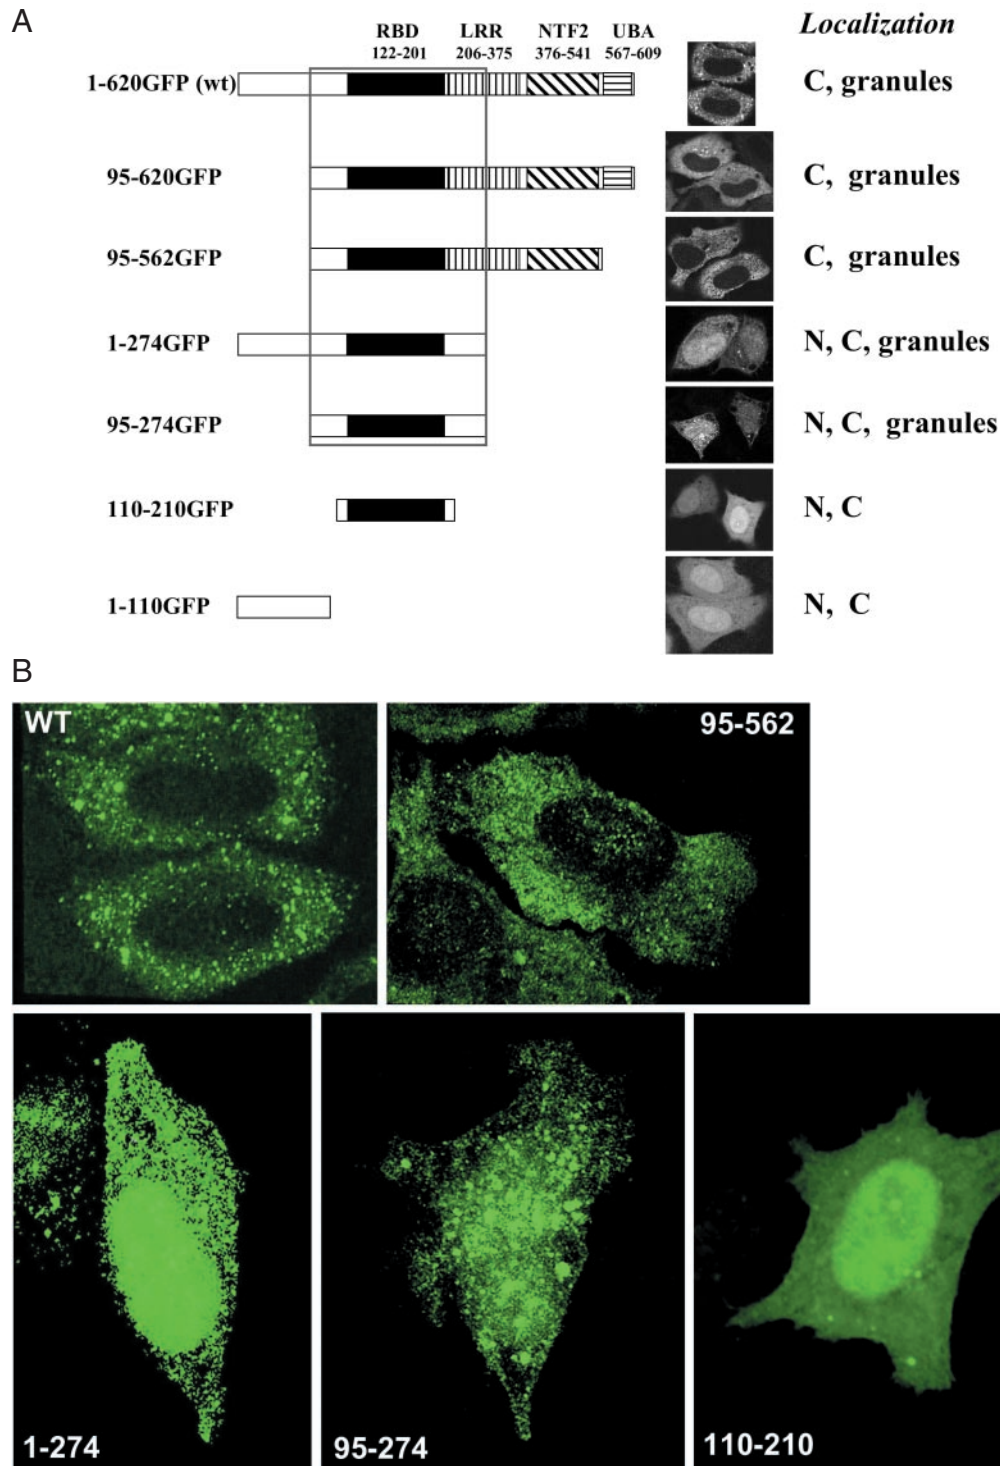 A
Localization
RBD LRR NTF2 UBA
122-201 206-375 376-541 567-609
1-620GFP (wt)
C, granules
95-620GFP
C, granules
95-562GFP
C, granules
1-274GFP
N, C, granules
95-274GFP
N, C, granules
110-210GFP
N, C
1-110GFP
N, C
B
WT
95-562
1-274
95-274
110-210